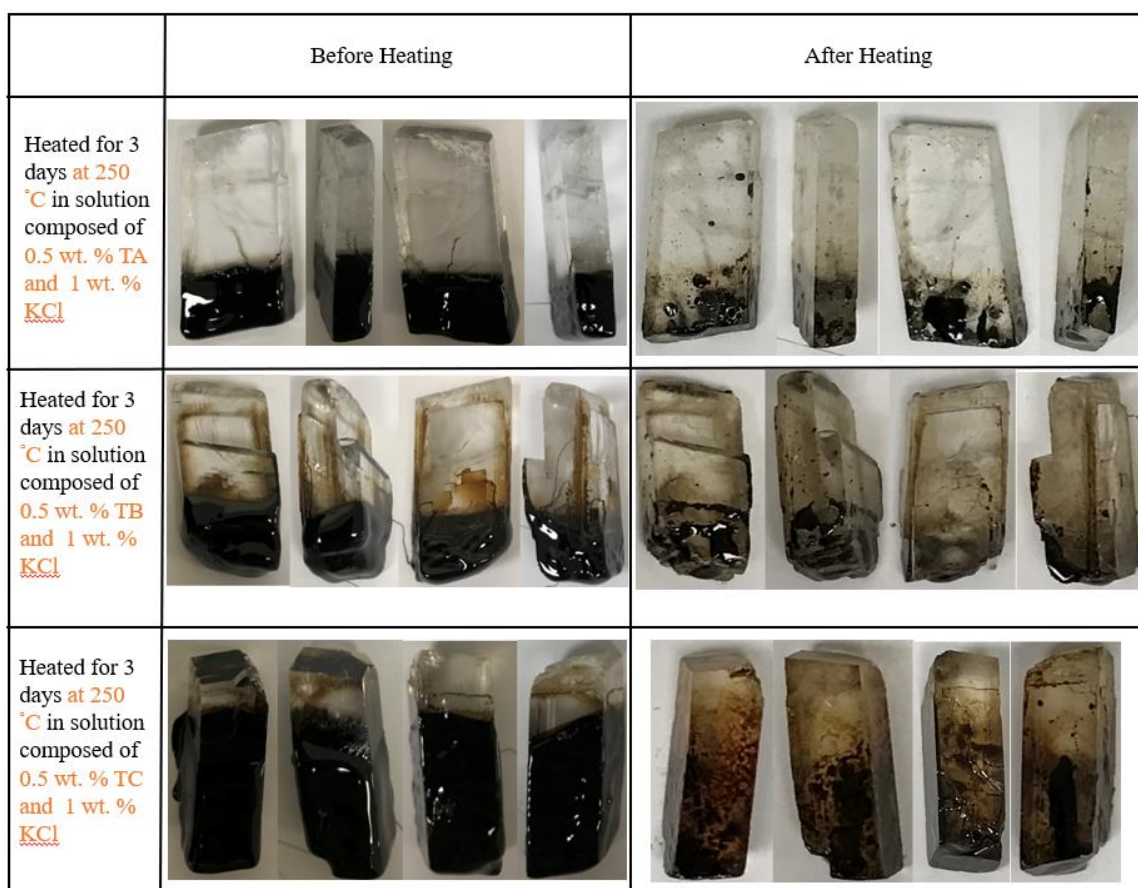 Before Heating
After Heating
Heated for 3
days at 250
°C in solution
composed of
0.5 wt. % TA
and 1 wt. %
KCl
Heated for 3
days at 250
°C in solution
composed of
0.5 wt. % TB
and 1 wt. %
KCl
Heated for 3
days at 250
°C in solution
composed of
0.5 wt. % TC
and 1 wt. %
KCl